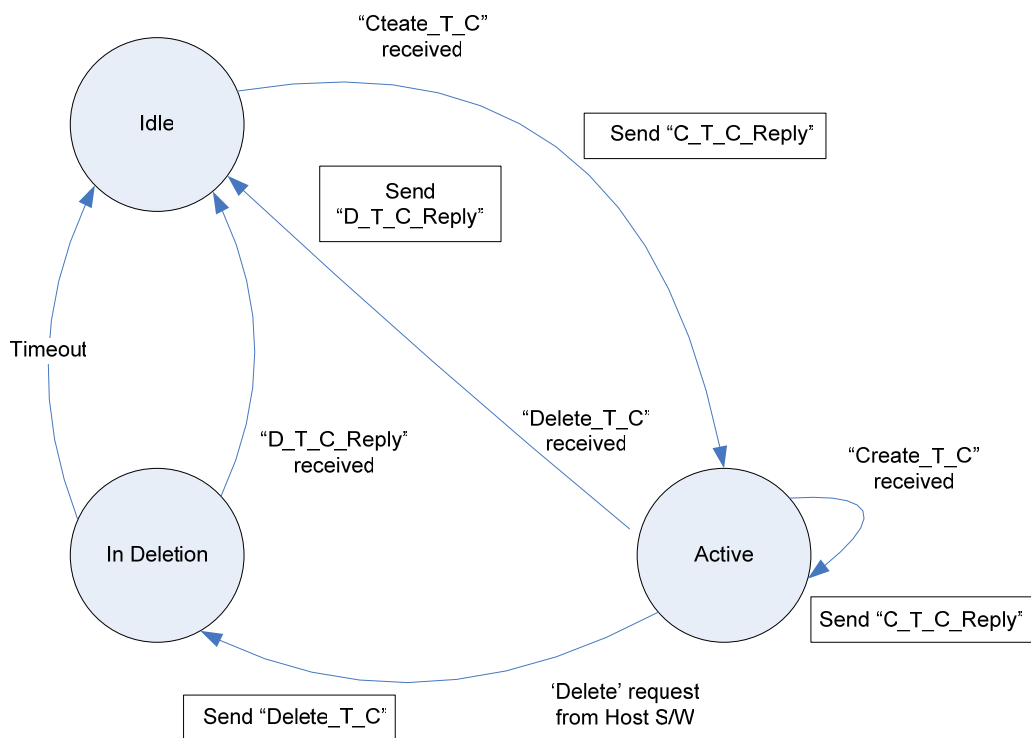 “Cteate_T_C”
received
Idle
Send “C_T_C_Reply”
Send
“D_T_C_Reply”
Timeout
“Delete_T_C”
received
“D_T_C_Reply”
received
“Create_T_C”
received
In Deletion
Active
Send “C_T_C_Reply”
‘Delete’ request
from Host S/W
Send “Delete_T_C”